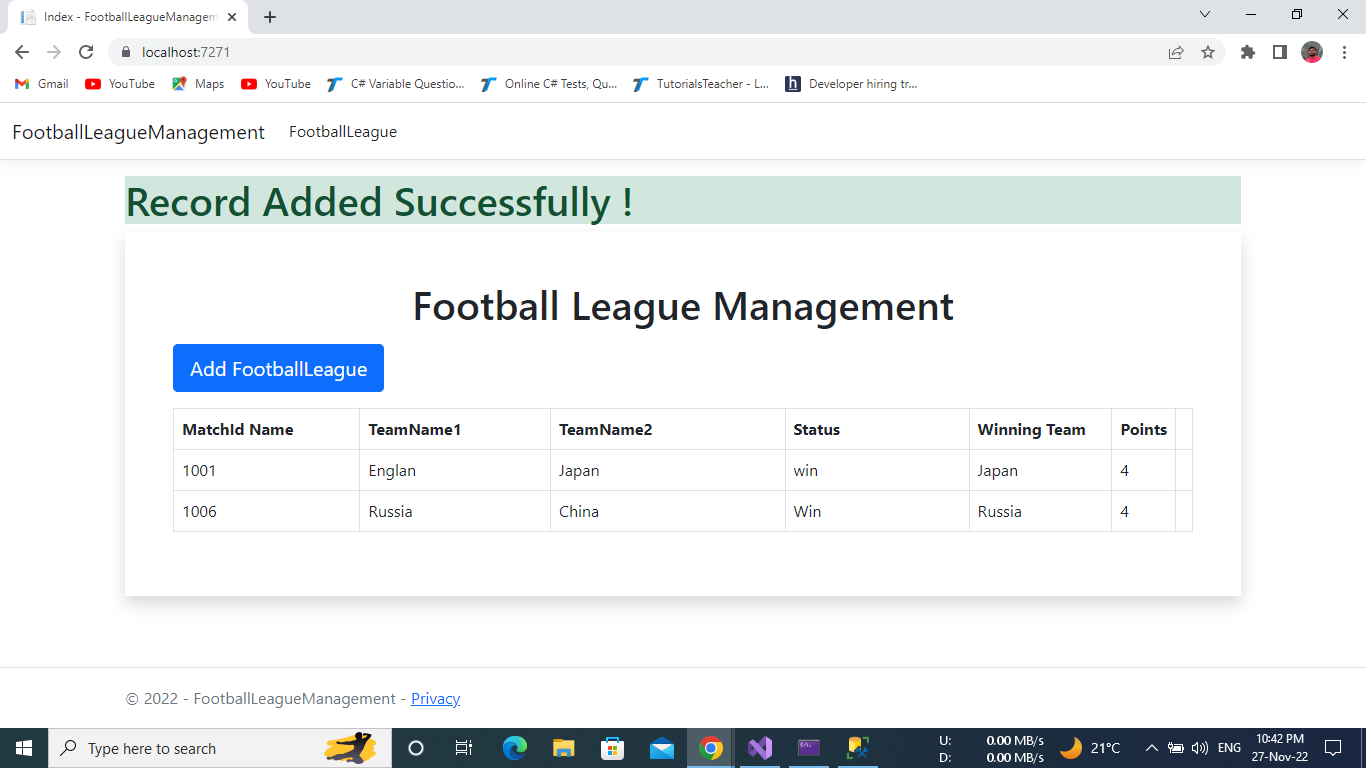 Index - FootballLeagueManagem
localhost:7271
Gmail YouTube Maps YouTube C# Variable Questio... Online C# Tests, Qu... TutorialsTeacher - L... Developer hiring tr...
FootballLeagueManagement FootballLeague
Record Added Successfully !
Football League Management
Add FootballLeague
MatchId Name TeamName1 TeamName2 Status Winning Team Points
1001 Englan Japan win Japan 4
1006 Russia China Win Russia 4
© 2022 - FootballLeagueManagement - Privacy
Type here to search
U: 0.00 MB/s
D: 0.00 MB/s
21°C
ENG
10:42 PM
27-Nov-22